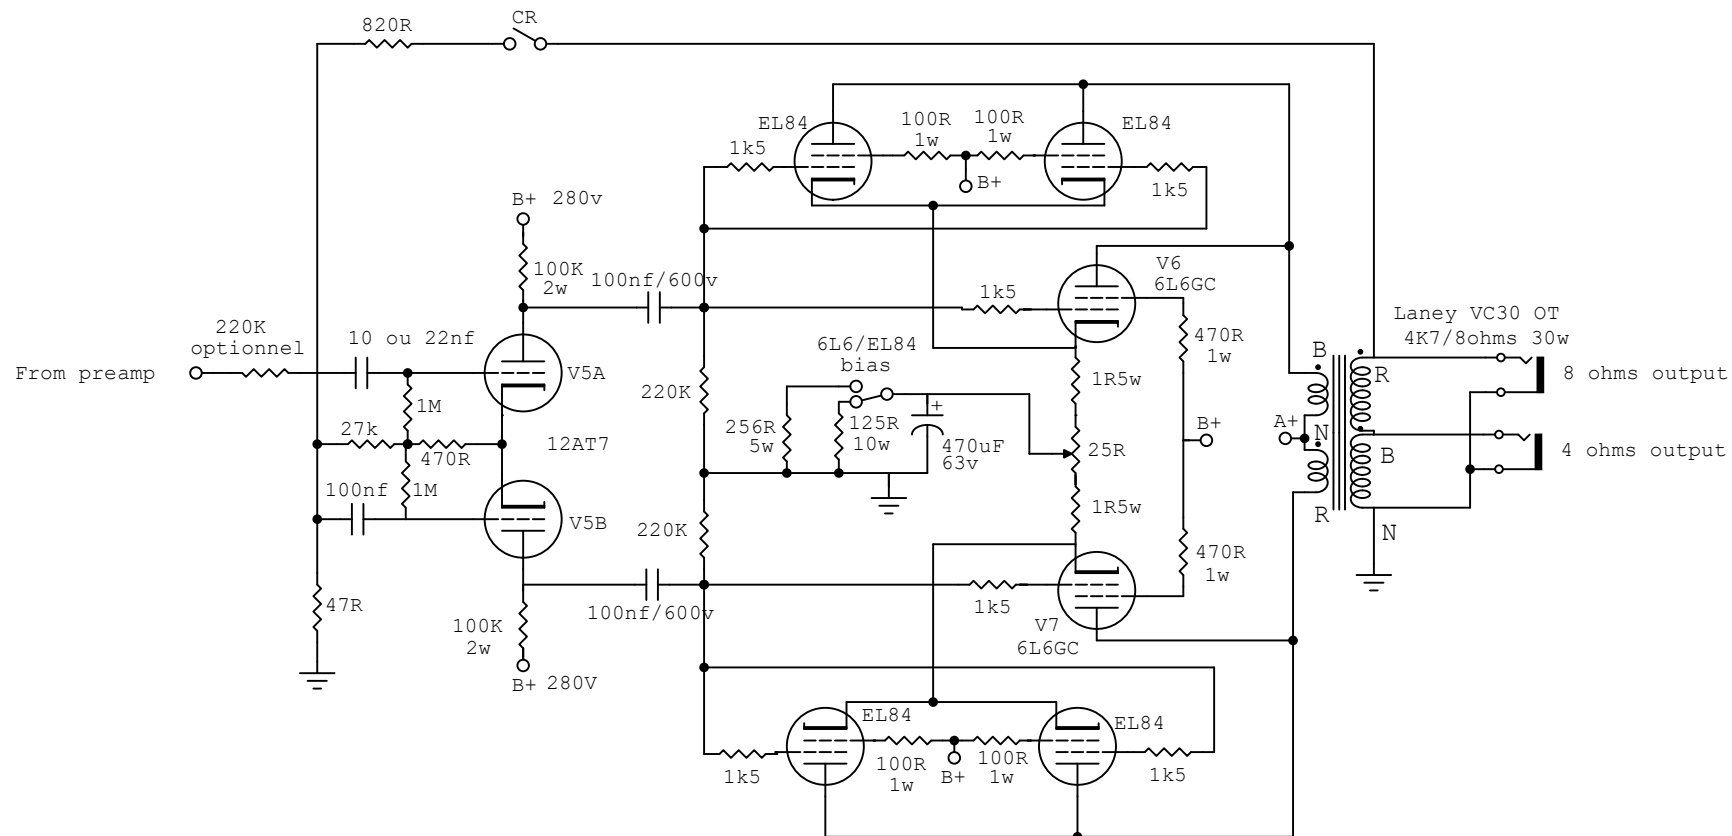 820R
CR
EL84
100R
1w
100R
1w
EL84
1k5
B+
1k5
B+ 280v
100K
2w
100nf/600v
V6
6L6GC
1k5
Laney VC30 OT
4K7/8ohms 30w
220K
optionnel
10 ou 22nf
6L6/EL84
bias
470R
1w
B
From preamp
V5A
1R5w
R
8 ohms output
1M
220K
256R
5w
125R
10w
+
470uF
63v
25R
B+
A+
N
27k
470R
12AT7
B
4 ohms output
100nf
1M
V5B
220K
1R5w
R
N
470R
1w
47R
100nf/600v
1k5
100K
2w
V7
6L6GC
B+ 280V
EL84
EL84
1k5
100R
1w
B+
100R
1w
1k5